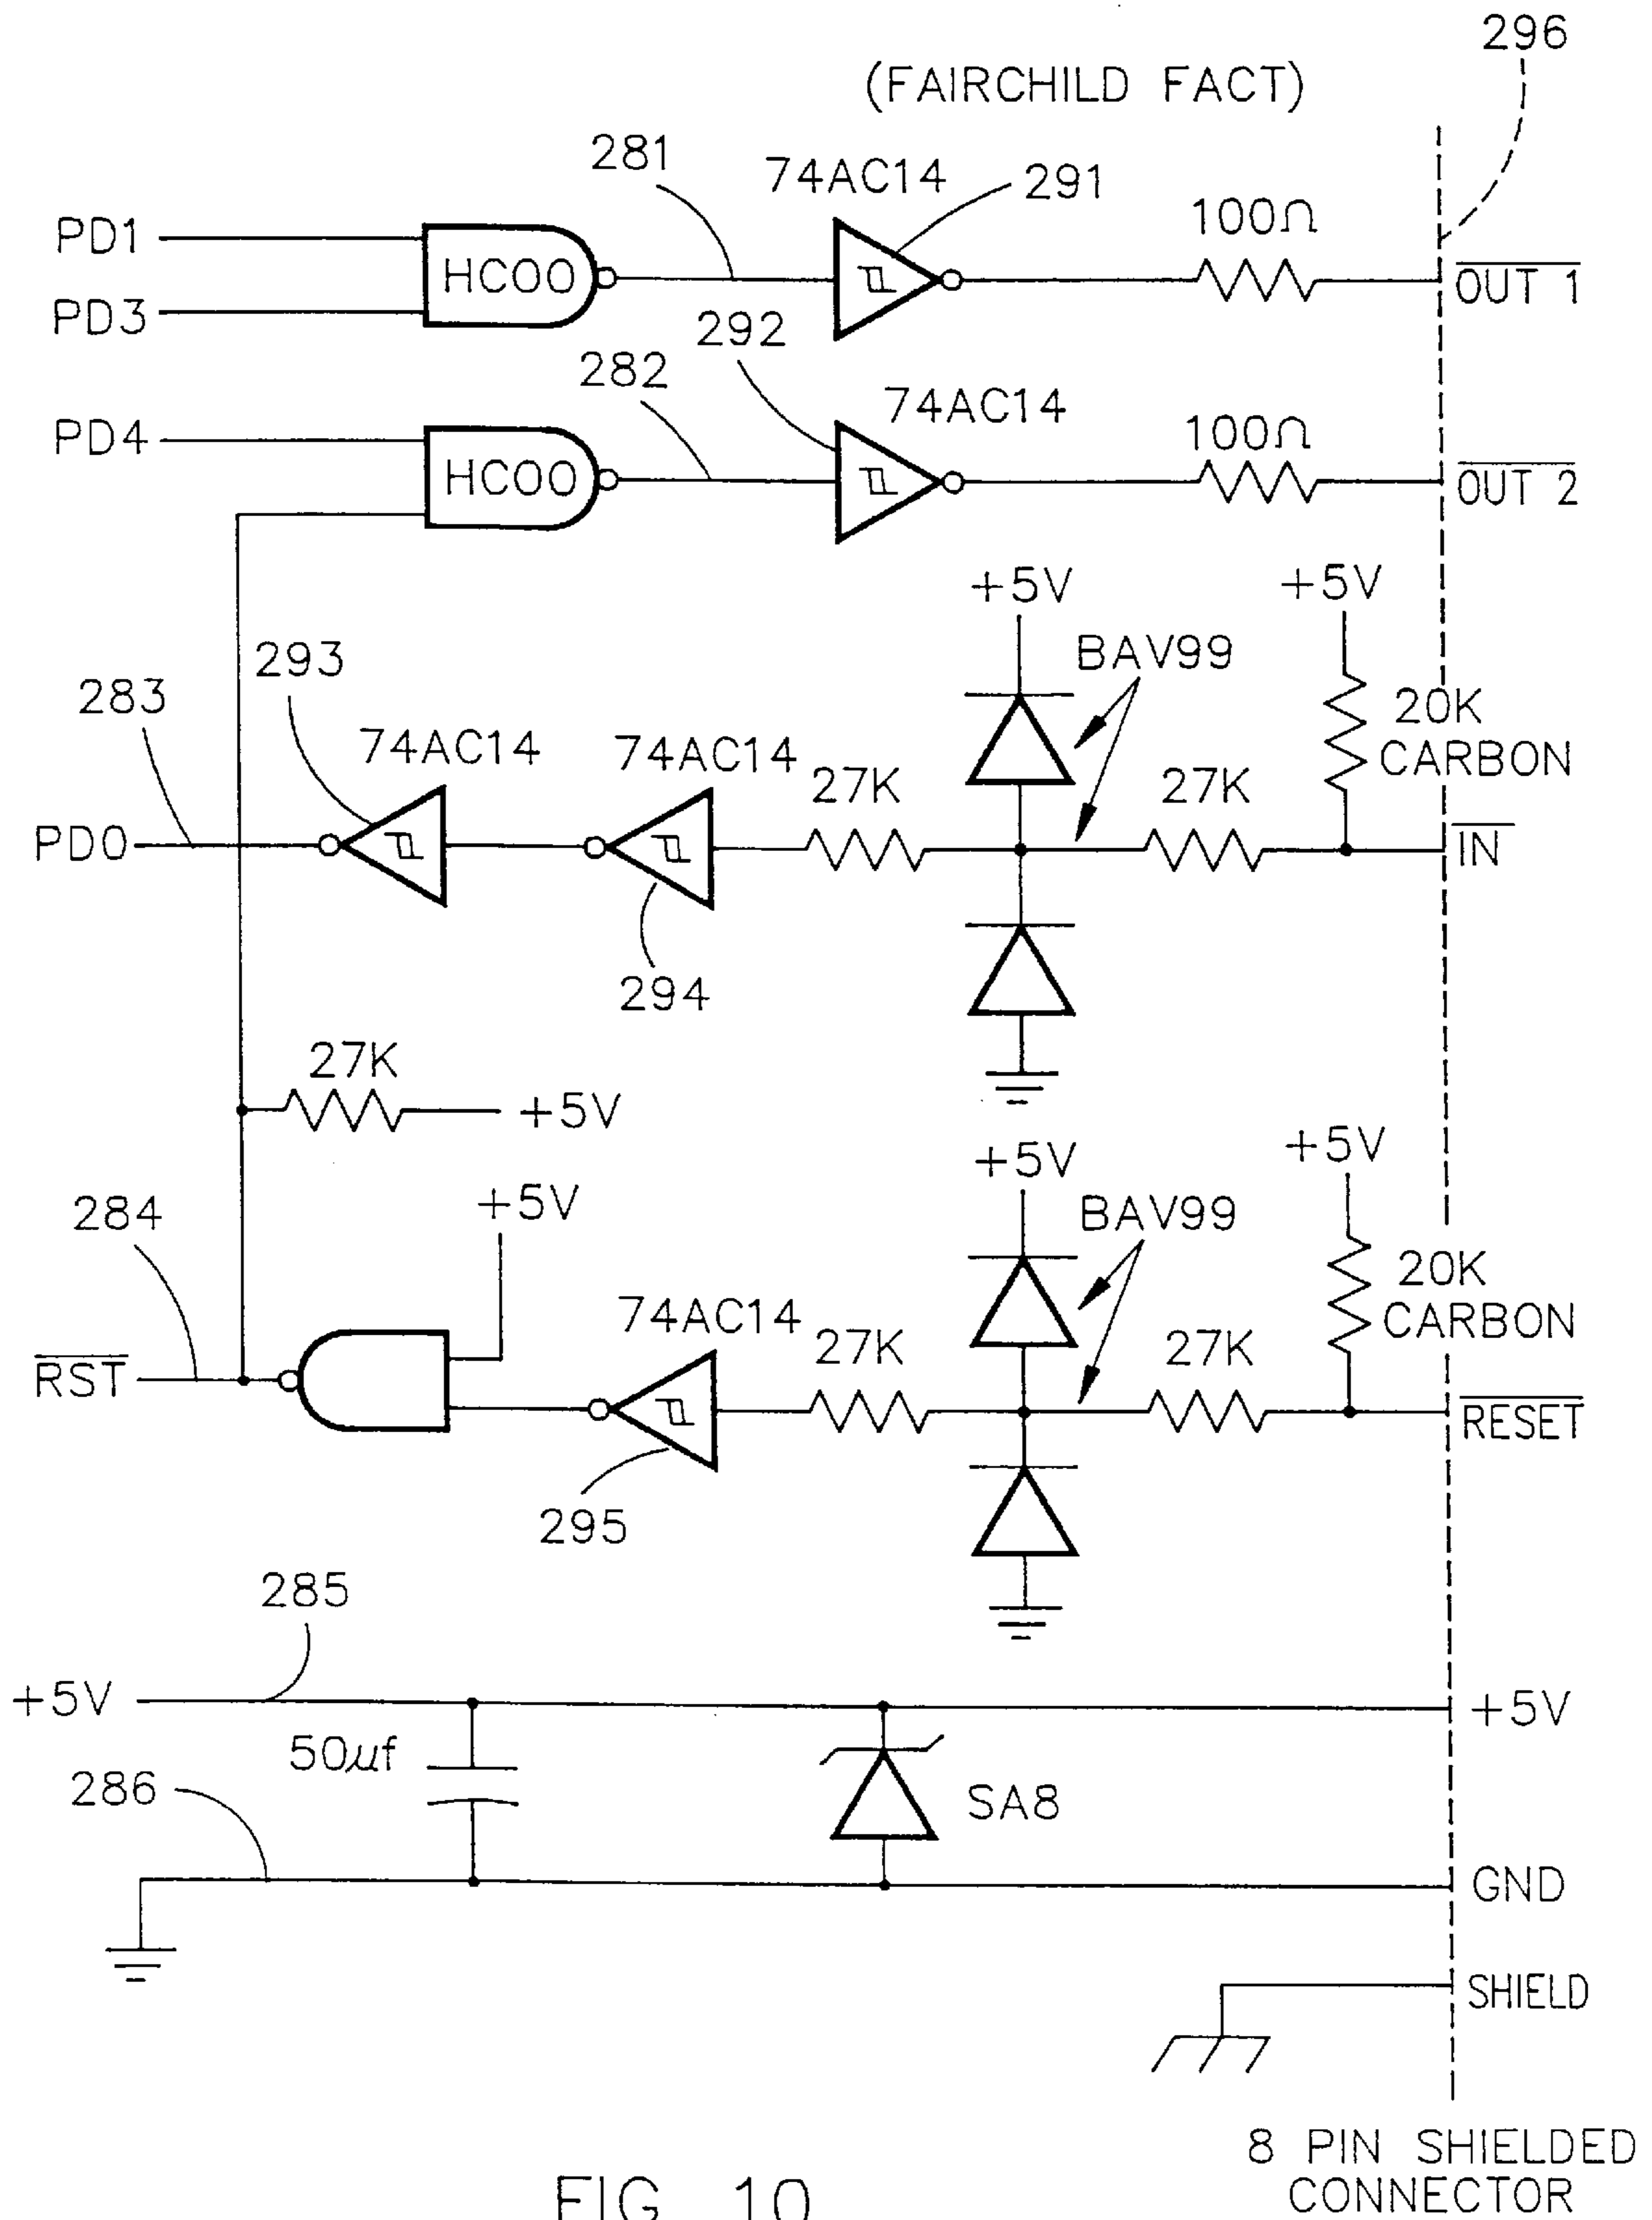 296
(FAIRCHILD FACT)
281
74AC14
291
100Ω
PD1
HC00
PD3
OUT 1
292
282
74AC14
100Ω
PD4
HC00
OUT 2
+5V
+5V
293
BAV99
283
20K
CARBON
74AC14
74AC14
27K
27K
PD0
IN
294
27K
+5V
+5V
+5V
284
+5V
BAV99
20K
CARBON
74AC14
27K
27K
RST
RESET
295
285
+5V
+5V
50µf
286
SA8
GND
SHIELD
8 PIN SHIELDED
CONNECTOR
FIG. 10